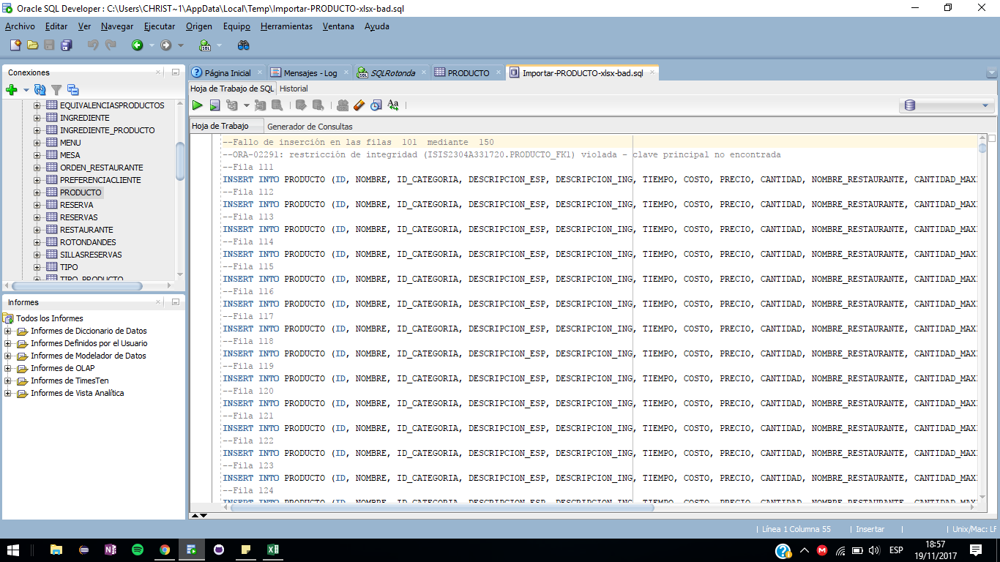 Oracle SQL Developer : C:\Users\CHRIST~1\AppData\Local\Temp\Importar-PRODUCTO-xlsx-bad.sql
Archivo Editar Ver Navegar Ejecutar Origen Equipo Herramientas Ventana Ayuda
Conexiones
EQUIVALENCIASPRODUCTOS
INGREDIENTE
INGREDIENTE_PRODUCTO
MENU
MESA
ORDEN_RESTAURANTE
PREFERENCIACLIENTE
PRODUCTO
RESERVA
RESERVAS
RESTAURANTE
ROTONDANDES
SILLASRESERVAS
TIPO
TIPO_PRODUCTO
Informes
Todos los Informes
Informes de Diccionario de Datos
Informes Definidos por el Usuario
Informes de Modelador de Datos
Informes de OLAP
Informes de TimesTen
Informes de Vista Analítica
Página Inicial Mensajes - Log SQLRotonda PRODUCTO Importar-PRODUCTO-xlsx-bad.sql
Hoja de Trabajo de SQL Historial
Hoja de Trabajo Generador de Consultas
--Fallo de inserción en las filas 101 mediante 150
--ORA-02291: restricción de integridad (ISIS2304A331720.PRODUCTO_FK1) violada - clave principal no encontrada
--Fila 111
INSERT INTO PRODUCTO (ID, NOMBRE, ID_CATEGORIA, DESCRIPCION_ESP, DESCRIPCION_ING, TIEMPO, COSTO, PRECIO, CANTIDAD, NOMBRE_RESTAURANTE, CANTIDAD_MAX
--Fila 112
INSERT INTO PRODUCTO (ID, NOMBRE, ID_CATEGORIA, DESCRIPCION_ESP, DESCRIPCION_ING, TIEMPO, COSTO, PRECIO, CANTIDAD, NOMBRE_RESTAURANTE, CANTIDAD_MAX
--Fila 113
INSERT INTO PRODUCTO (ID, NOMBRE, ID_CATEGORIA, DESCRIPCION_ESP, DESCRIPCION_ING, TIEMPO, COSTO, PRECIO, CANTIDAD, NOMBRE_RESTAURANTE, CANTIDAD_MAX
--Fila 114
INSERT INTO PRODUCTO (ID, NOMBRE, ID_CATEGORIA, DESCRIPCION_ESP, DESCRIPCION_ING, TIEMPO, COSTO, PRECIO, CANTIDAD, NOMBRE_RESTAURANTE, CANTIDAD_MAX
--Fila 115
INSERT INTO PRODUCTO (ID, NOMBRE, ID_CATEGORIA, DESCRIPCION_ESP, DESCRIPCION_ING, TIEMPO, COSTO, PRECIO, CANTIDAD, NOMBRE_RESTAURANTE, CANTIDAD_MAX
--Fila 116
INSERT INTO PRODUCTO (ID, NOMBRE, ID_CATEGORIA, DESCRIPCION_ESP, DESCRIPCION_ING, TIEMPO, COSTO, PRECIO, CANTIDAD, NOMBRE_RESTAURANTE, CANTIDAD_MAX
--Fila 117
INSERT INTO PRODUCTO (ID, NOMBRE, ID_CATEGORIA, DESCRIPCION_ESP, DESCRIPCION_ING, TIEMPO, COSTO, PRECIO, CANTIDAD, NOMBRE_RESTAURANTE, CANTIDAD_MAX
--Fila 118
INSERT INTO PRODUCTO (ID, NOMBRE, ID_CATEGORIA, DESCRIPCION_ESP, DESCRIPCION_ING, TIEMPO, COSTO, PRECIO, CANTIDAD, NOMBRE_RESTAURANTE, CANTIDAD_MAX
--Fila 119
INSERT INTO PRODUCTO (ID, NOMBRE, ID_CATEGORIA, DESCRIPCION_ESP, DESCRIPCION_ING, TIEMPO, COSTO, PRECIO, CANTIDAD, NOMBRE_RESTAURANTE, CANTIDAD_MAX
--Fila 120
INSERT INTO PRODUCTO (ID, NOMBRE, ID_CATEGORIA, DESCRIPCION_ESP, DESCRIPCION_ING, TIEMPO, COSTO, PRECIO, CANTIDAD, NOMBRE_RESTAURANTE, CANTIDAD_MAX
--Fila 121
INSERT INTO PRODUCTO (ID, NOMBRE, ID_CATEGORIA, DESCRIPCION_ESP, DESCRIPCION_ING, TIEMPO, COSTO, PRECIO, CANTIDAD, NOMBRE_RESTAURANTE, CANTIDAD_MAX
--Fila 122
INSERT INTO PRODUCTO (ID, NOMBRE, ID_CATEGORIA, DESCRIPCION_ESP, DESCRIPCION_ING, TIEMPO, COSTO, PRECIO, CANTIDAD, NOMBRE_RESTAURANTE, CANTIDAD_MAX
--Fila 123
INSERT INTO PRODUCTO (ID, NOMBRE, ID_CATEGORIA, DESCRIPCION_ESP, DESCRIPCION_ING, TIEMPO, COSTO, PRECIO, CANTIDAD, NOMBRE_RESTAURANTE, CANTIDAD_MAX
--Fila 124
INSERT INTO PRODUCTO (ID, NOMBRE, ID_CATEGORIA, DESCRIPCION_ESP, DESCRIPCION_ING, TIEMPO, COSTO, PRECIO, CANTIDAD, NOMBRE_RESTAURANTE, CANTIDAD_MAX
Línea 1 Columna 55 Insertar Unix/Mac: LF
ESP
18:57
19/11/2017